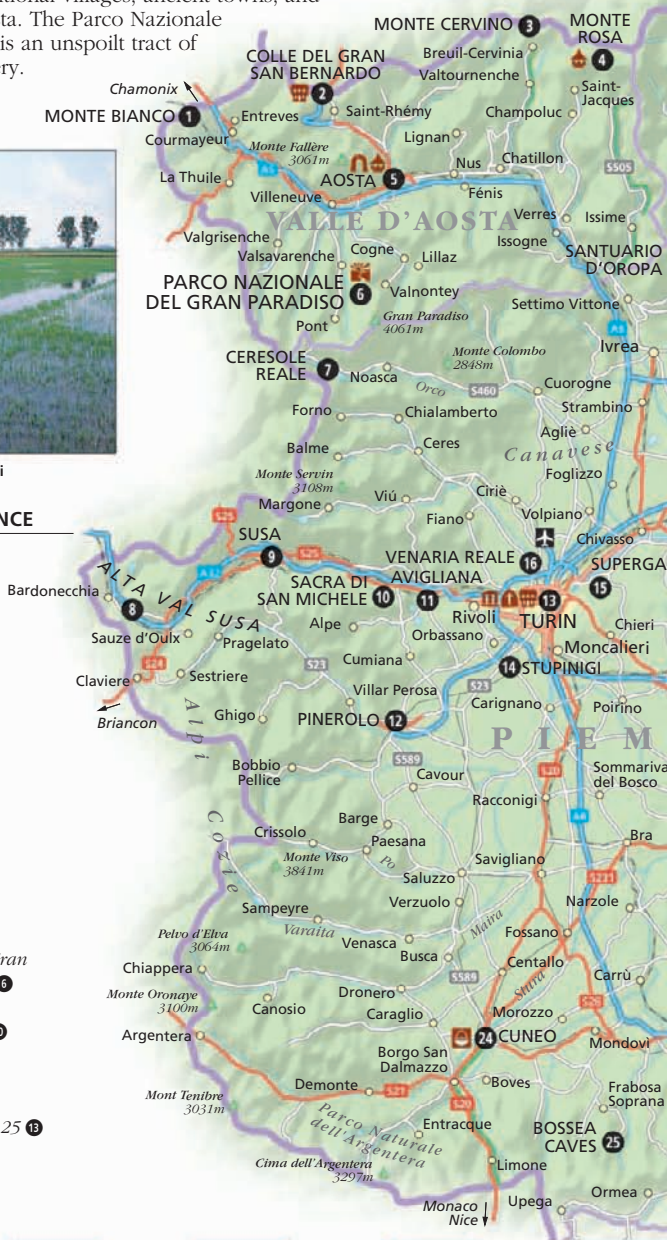 tional villages, ancient towns, and
ta. The Parco Nazionale
is an unspoilt tract of
ery.
MONTE CERVINO 3
MONTE
ROSA
4
Breuil-Cervinia
Valtournenche
COLLE DEL GRAN
SAN BERNARDO
2
Chamonix
Saint-
Jacques
MONTE BIANCO 1
Entreves
Saint-Rhémy
Champoluc
Courmayeur
Lignan
Monte Fallère
3061m
Nus
Chatillon
S505
A5
La Thuile
AOSTA 5
Fénis
Villeneuve
VALLE D'AOSTA
Verres
Issime
Valgrisenche
Issogne
Valsavarenche
Cogne
Lillaz
SANTUARIO
D'OROPA
PARCO NAZIONALE
DEL GRAN PARADISO 6
Valnontey
Settimo Vittone
Pont
Gran Paradiso
4061m
A5
Ivrea
CERESOLE
REALE
7
Monte Colombo
2848m
Noasca
Orco
S460
Cuorogne
Forno
Chialamberto
Strambino
Agliè
Balme
Ceres
Canavese
i
Monte Servin
3108m
Foglizzo
Margone
Viú
Ciriè
NCE
S25
Fiano
Volpiano
Chivasso
SUSA
9
S25
VENARIA REALE 16
SUPERGA
15
A32
ALTA VAL SUSA
8
Bardonecchia
SACRA DI
SAN MICHELE 10
AVIGLIANA
11
13
Rivoli
TURIN
Alpe
Chieri
Sauze d'Oulx
Pragelato
Orbassano
Moncalieri
S24
Cumiana
S23
14 STUPINIGI
Claviere
Sestriere
S23
Villar Perosa
Carignano
Poirino
Briancon
Ghigo
PINEROLO 12
Alpi
Cozie
PIEM
S589
Bobbio
Pellice
S20
Sommariva
del Bosco
Cavour
Racconigi
A6
Barge
Crissolo
Paesana
Bra
Monte Viso
3841m
Po
Savigliano
Saluzzo
S231
Sampeyre
Verzuolo
Narzole
Pelvo d'Elva
3064m
Varaita
Maira
Venasca
Fossano
ran
Busca
Centallo
Chiappera
6
S589
Carrù
Monte Oronaye
3100m
Dronero
Stura
S28
Canosio
Caraglio
Morozzo
Argentera
24 CUNEO
Mondovì
Borgo San
Dalmazzo
Demonte
S21
Boves
Frabosa
Soprana
Mont Tenibre
3031m
S20
25 13
Parco Naturale
dell'Argentera
Entracque
BOSSEA
CAVES 25
Cima dell'Argentera
3297m
Limone
Ormea
Monaco
Nice
Upega